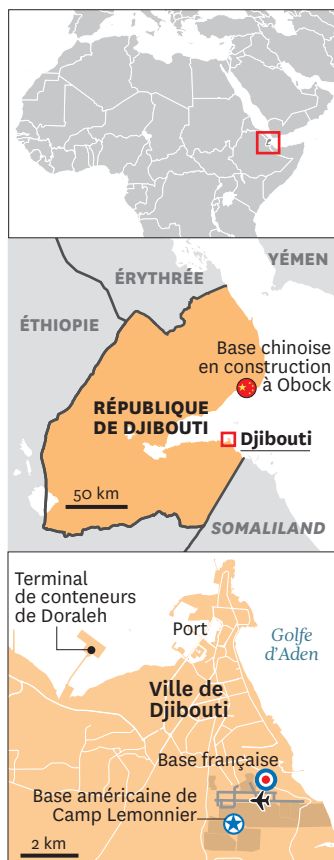 YÉMEN
ÉRYTHRÉE
ÉTHIOPIE
Base chinoise
en construction
à Obock
RÉPUBLIQUE
DE DJIBOUTI
Djibouti
50 km
SOMALILAND
Terminal
de conteneurs
de Doraleh
Port
Golfe
d’Aden
Ville de
Djibouti
Base française
Base américaine de
Camp Lemonnier
2 km